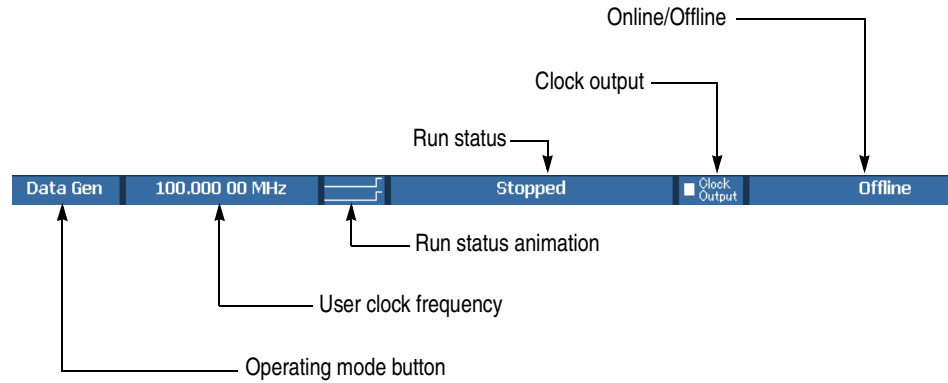 Online/Offline
Clock output
Run status
Data Gen 100.000 00 MHz Stopped Clock Output Offline
Run status animation
User clock frequency
Operating mode button